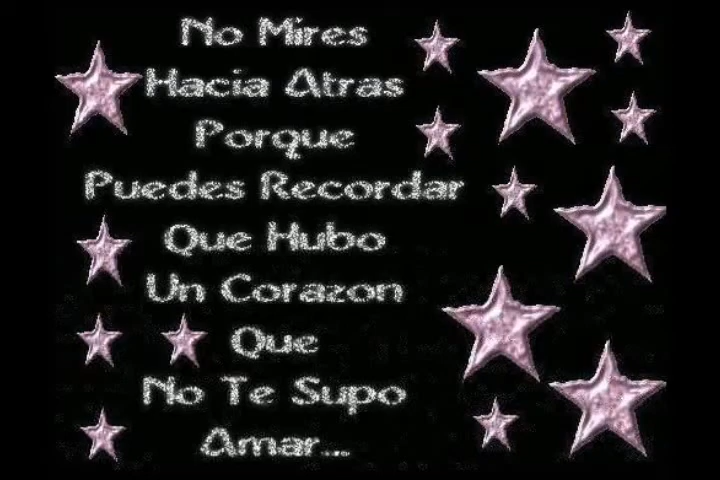 No Mires
Hacia Atras
Porque
Puedes Recordar
Que Hubo
Un Corazon
Que
No Te Supo
Amar...